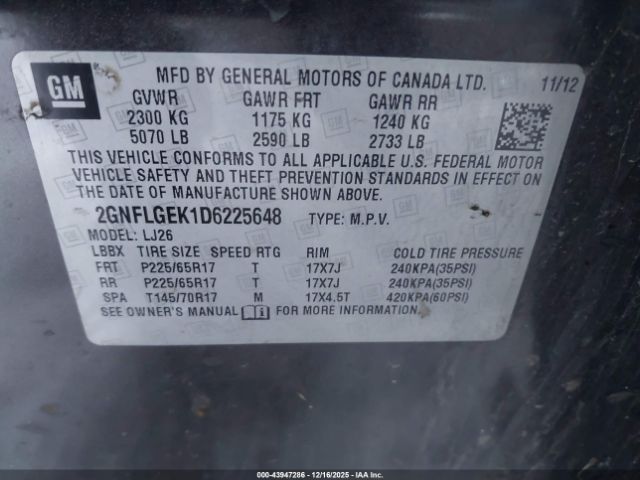 GM
MFD BY GENERAL MOTORS OF CANADA LTD. 11/12
GVWR GAWR FRT GAWR RR
2300 KG 1175 KG 1240 KG
5070 LB 2590 LB 2733 LB
THIS VEHICLE CONFORMS TO ALL APPLICABLE U.S. FEDERAL MOTOR
VEHICLE SAFETY AND THEFT PREVENTION STANDARDS IN EFFECT ON
THE DATE OF MANUFACTURE SHOWN ABOVE.
2GNFLGEK1D6225648 TYPE: M.P.V.
MODEL: LJ26
LBBX TIRE SIZE SPEED RTG RIM COLD TIRE PRESSURE
FRT P225/65R17 T 17X7J 240KPA(35PSI)
RR P225/65R17 T 17X7J 240KPA(35PSI)
SPA T145/70R17 M 17X4.5T 420KPA(60PSI)
SEE OWNER'S MANUAL FOR MORE INFORMATION.
00-43947286 - 12/16/2025 - IAA, Inc.